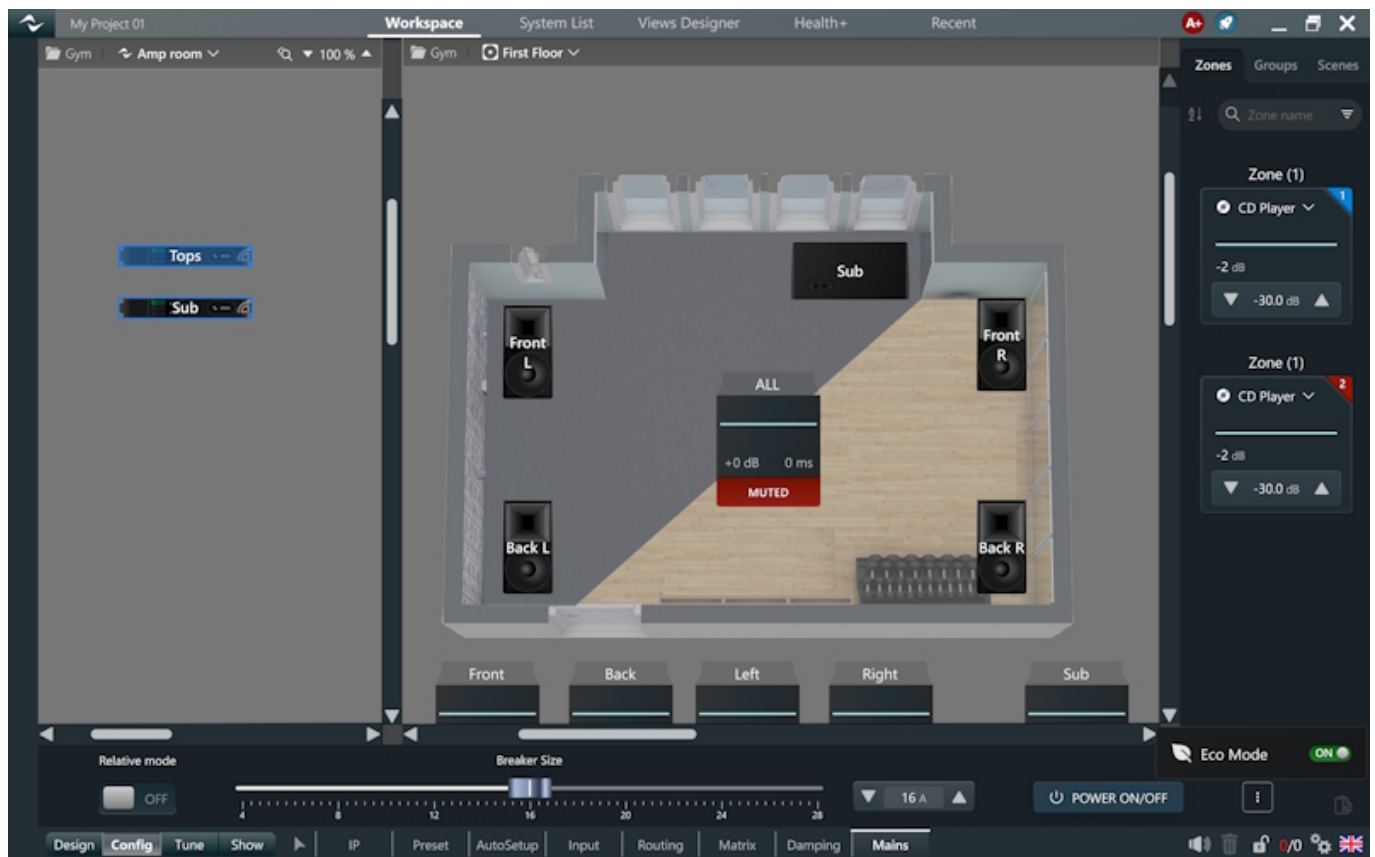 My Project 01
Workspace
System List
Views Designer
Health+
Recent
A+
Gym
Amp room
100 %
Gym
First Floor
Zones
Groups
Scenes
Zone name
Zone (1)
1
CD Player
-2 dB
-30.0 dB
Zone (1)
2
CD Player
-2 dB
-30.0 dB
Tops
Sub
Sub
Front
L
Front
R
ALL
+0 dB 0 ms
MUTED
Back L
Back R
Front
Back
Left
Right
Sub
Relative mode
OFF
Breaker Size
4 8 12 16 20 24 28
16 A
POWER ON/OFF
Eco Mode
ON
Design
Config
Tune
Show
IP
Preset
AutoSetup
Input
Routing
Matrix
Damping
Mains
0/0